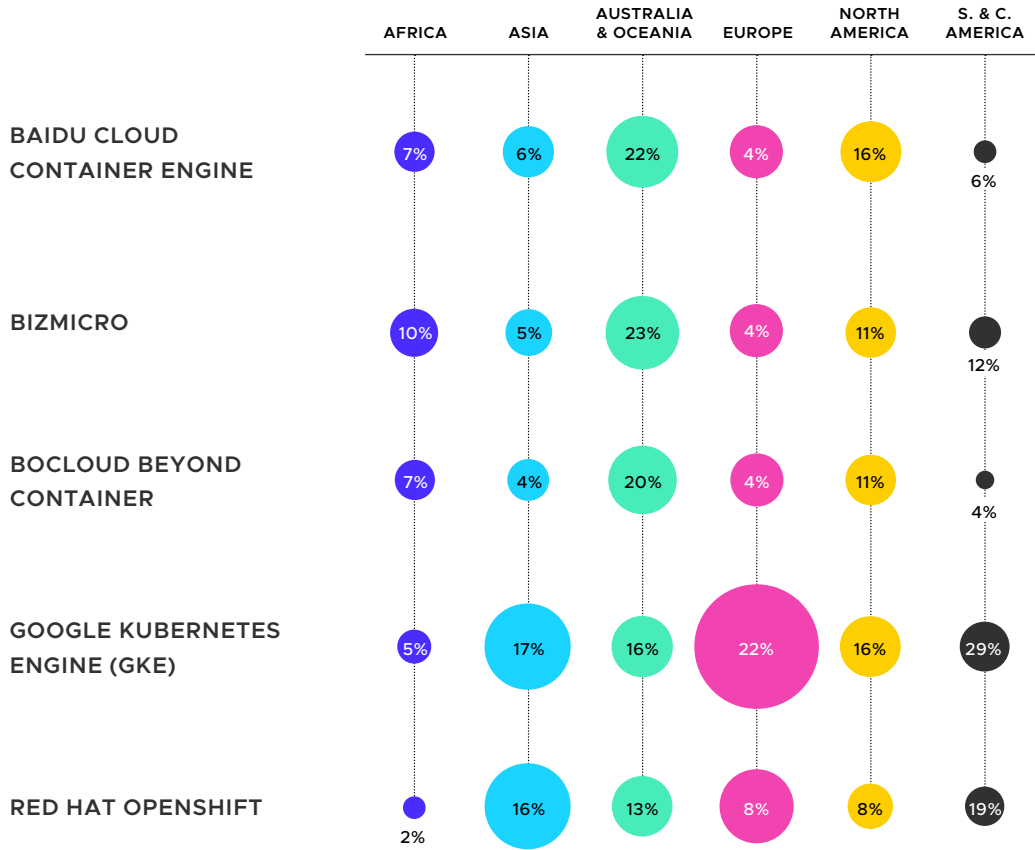 AFRICA
ASIA
AUSTRALIA
& OCEANIA
EUROPE
NORTH
AMERICA
S. & C.
AMERICA
BAIDU CLOUD
CONTAINER ENGINE
7%
6%
22%
4%
16%
6%
BIZMICRO
10%
5%
23%
4%
11%
12%
BOCLOUD BEYOND
CONTAINER
7%
4%
20%
4%
11%
4%
GOOGLE KUBERNETES
ENGINE (GKE)
5%
17%
16%
22%
16%
29%
RED HAT OPENSHIFT
2%
16%
13%
8%
8%
19%